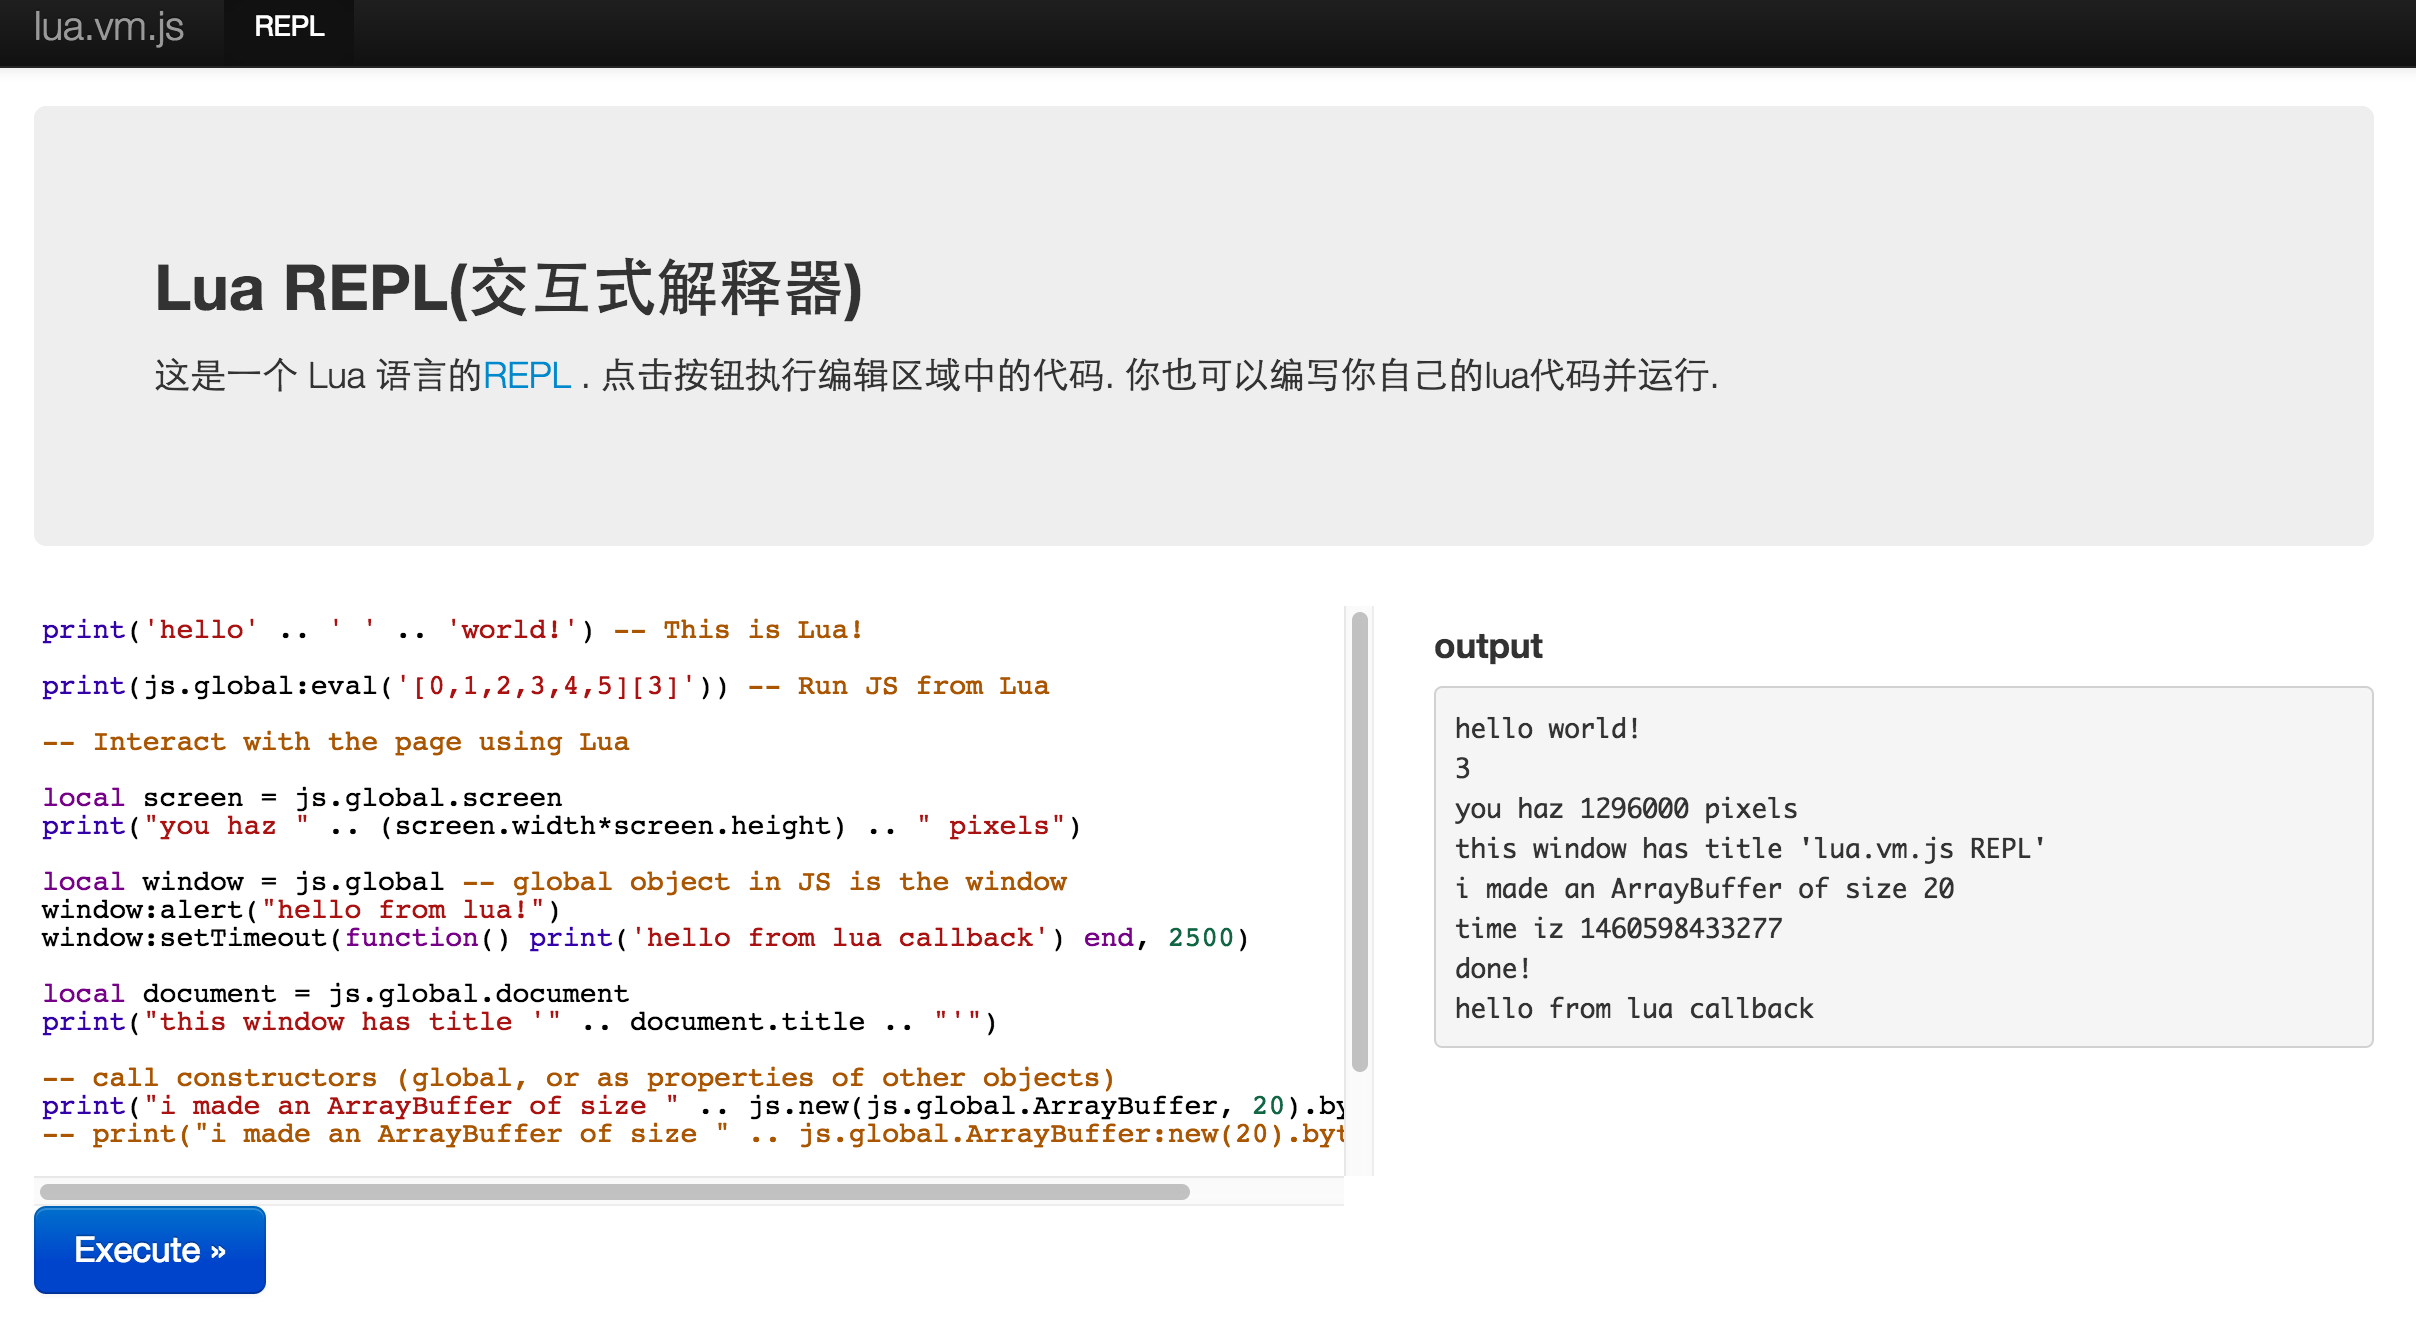 lua.vm.js REPL
Lua REPL(交互式解释器)
这是一个 Lua 语言的REPL . 点击按钮执行编辑区域中的代码. 你也可以编写你自己的lua代码并运行.
print('hello' .. ' ' .. 'world!') -- This is Lua!
print(js.global:eval('[0,1,2,3,4,5][3]')) -- Run JS from Lua
-- Interact with the page using Lua
local screen = js.global.screen
print("you haz " .. (screen.width*screen.height) .. " pixels")
local window = js.global -- global object in JS is the window
window:alert("hello from lua!")
window:setTimeout(function() print('hello from lua callback') end, 2500)
local document = js.global.document
print("this window has title '" .. document.title .. "'")
-- call constructors (global, or as properties of other objects)
print("i made an ArrayBuffer of size " .. js.new(js.global.ArrayBuffer, 20).by
-- print("i made an ArrayBuffer of size " .. js.global.ArrayBuffer:new(20).byt
Execute »
output
hello world!
3
you haz 1296000 pixels
this window has title 'lua.vm.js REPL'
i made an ArrayBuffer of size 20
time iz 1460598433277
done!
hello from lua callback